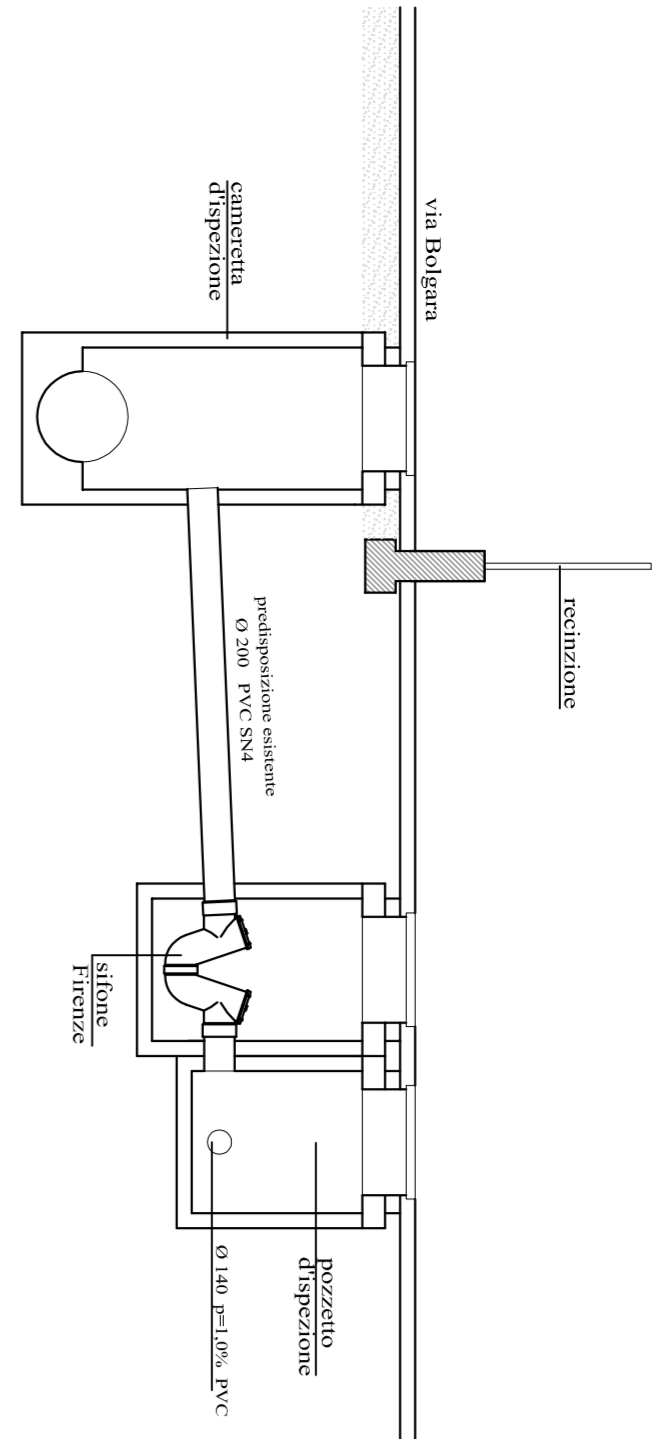 via Bolgara
cameretta
d'ispezione
recinzione
predisposizione esistente
Ø 200 PVC SN4
sifone
Firenze
pozzetto
d'ispezione
Ø 140 p=1,0% PVC